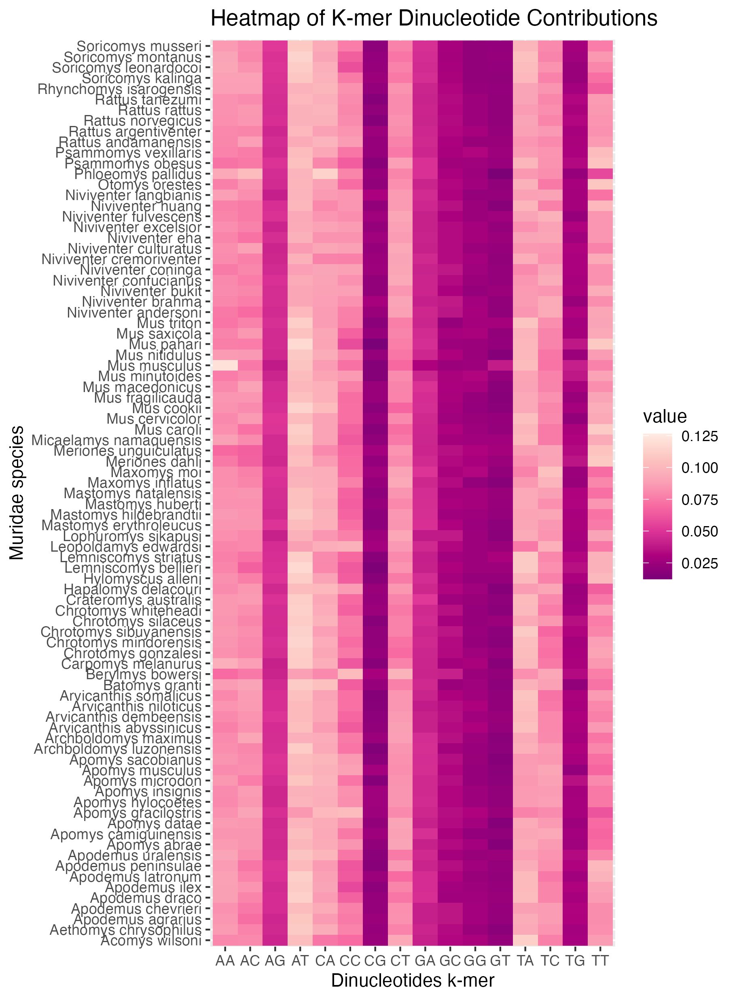 Heatmap of K-mer Dinucleotide Contributions
Soricomys musseri
Soricomys montanus
Soricomys leonardocoi
Soricomys kalinga
Rhynchomys isarogensis
Rattus tanezumi
Rattus rattus
Rattus norvegicus
Rattus argentiventer
Rattus andamanensis
Psammomys vexillaris
Psammomys obesus
Phloeomys pallidus
Otomys orestes
Niviventer langbianis
Niviventer huang
Niviventer fulvescens
Niviventer excelsior
Niviventer eha
Niviventer culturatus
Niviventer cremoriventer
Niviventer coninga
Niviventer confucianus
Niviventer bukit
Niviventer brahma
Niviventer andersoni
Mus triton
Mus saxicola
Mus pahari
Mus nitidulus
Mus musculus
Mus minutoides
Mus macedonicus
Mus fragilicauda
Mus cookii
Mus cervicolor
Mus caroli
Micaelamys namaquensis
Meriones unguiculatus
Meriones dahli
Maxomys moi
Maxomys inflatus
Mastomys natalensis
Mastomys huberti
Mastomys hildebrandtii
Mastomys erythroleucus
Lophuromys sikapusi
Leopoldamys edwardsi
Lemniscomys striatus
Lemniscomys bellieri
Hylomyscus alleni
Hapalomys delacouri
Crateromys australis
Chrotomys whiteheadi
Chrotomys silaceus
Chrotomys sibuyanensis
Chrotomys mindorensis
Chrotomys gonzalesi
Carpomys melanurus
Berylmys bowersi
Batomys granti
Arvicanthis somalicus
Arvicanthis niloticus
Arvicanthis dembeensis
Arvicanthis abyssinicus
Archboldomys maximus
Archboldomys luzonensis
Apomys sacobianus
Apomys musculus
Apomys microdon
Apomys insignis
Apomys hylocoetes
Apomys gracilostris
Apomys datae
Apomys camiguinensis
Apomys abrae
Apodemus uralensis
Apodemus peninsulae
Apodemus latronum
Apodemus ilex
Apodemus draco
Apodemus chevrieri
Apodemus agrarius
Aethomys chrysophilus
Acomys wilsoni
Muridae species
AA AC AG AT CA CC CG CT GA GC GG GT TA TC TG TT
Dinucleotides k-mer
value
0.125
0.100
0.075
0.050
0.025